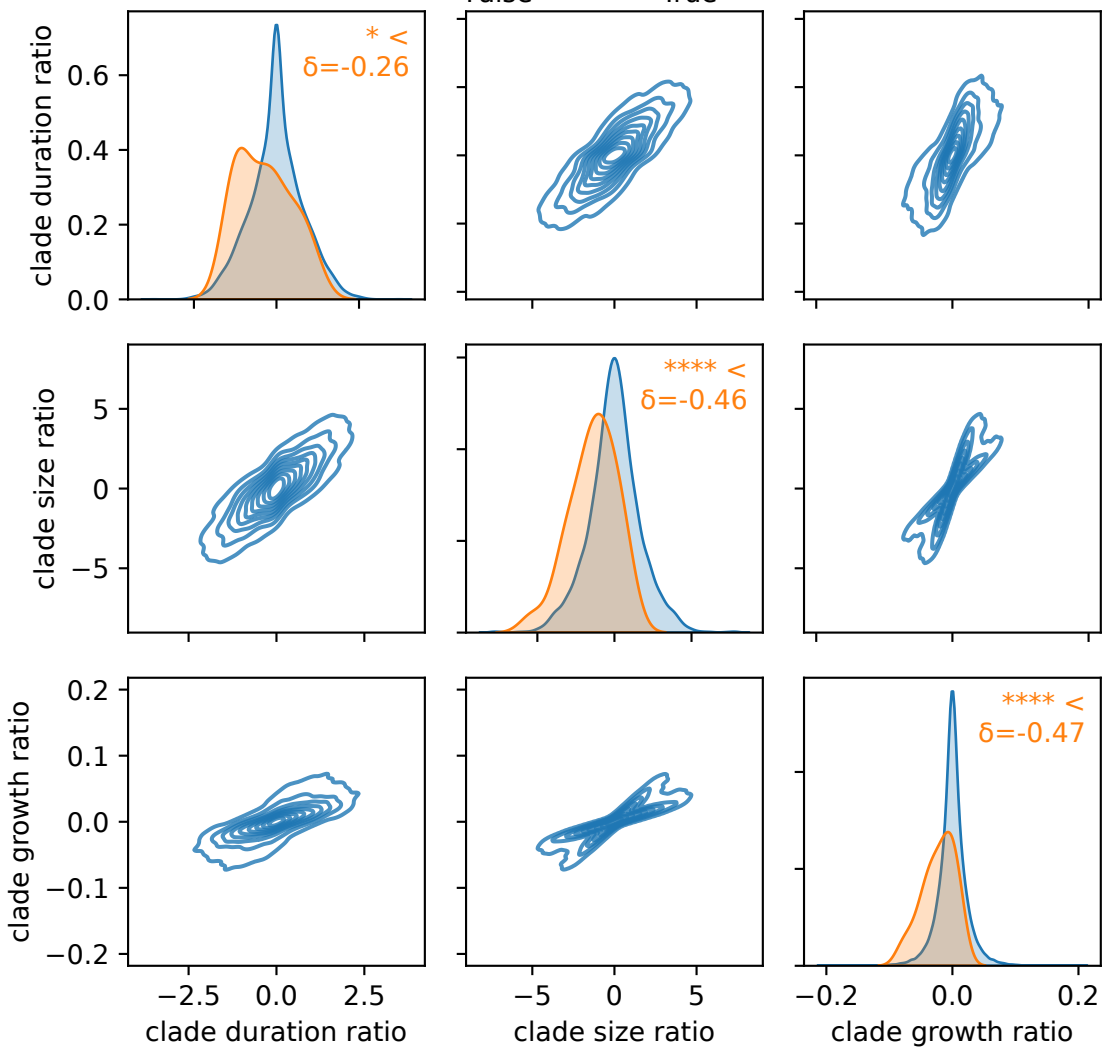 False True
clade duration ratio
0.6
0.4
0.2
0.0
* <
δ=-0.26
clade size ratio
5
0
−5
**** <
δ=-0.46
clade growth ratio
0.2
0.1
0.0
−0.1
−0.2
**** <
δ=-0.47
−2.5 0.0 2.5
−5 0 5
−0.2 0.0 0.2
clade duration ratio
clade size ratio
clade growth ratio